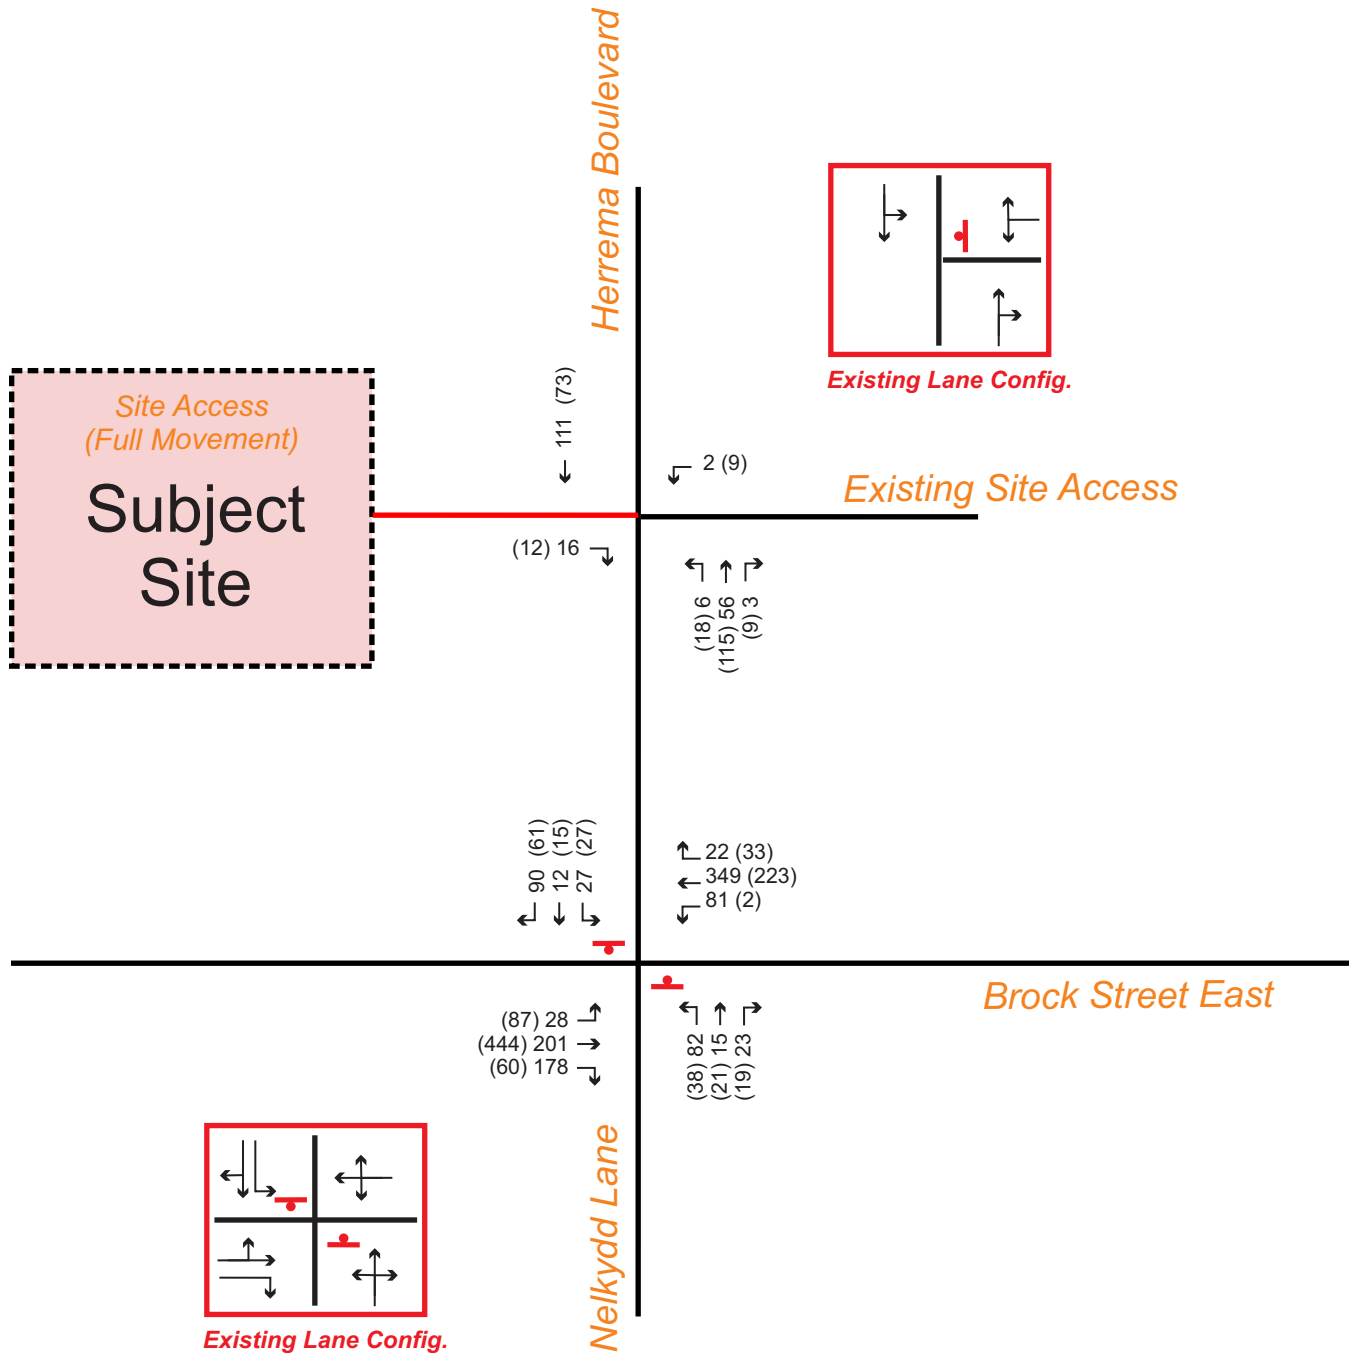 Herrema Boulevard
Existing Lane Config.
Site Access
(Full Movement)
Subject
Site
111 (73)
2 (9)
Existing Site Access
(12) 16
(18) 6
(115) 56
(9) 3
90 (61)
12 (15)
27 (27)
22 (33)
349 (223)
81 (2)
Brock Street East
(87) 28
(444) 201
(60) 178
(38) 82
(21) 15
(19) 23
Nelkydd Lane
Existing Lane Config.